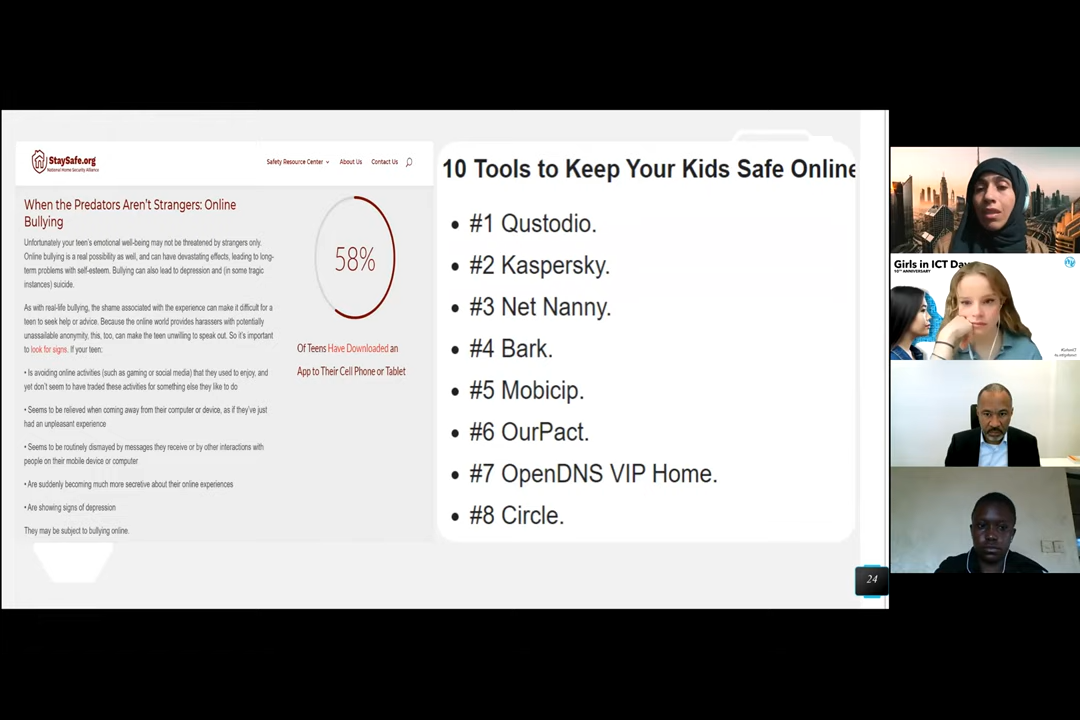 StaySafe.org
National Home Security Alliance
Safety Resource Center
About Us
Contact Us
When the Predators Aren't Strangers: Online
Bullying
Unfortunately your teen's emotional well-being may not be threatened by strangers only.
Online bullying is a real possibility as well, and can have devastating effects, leading to long-
term problems with self-esteem. Bullying can also lead to depression and (in some tragic
instances) suicide.
As with real-life bullying, the shame associated with the experience can make it difficult for a
teen to seek help or advice. Because the online world provides harassers with potentially
unassailable anonymity, this, too, can make the teen unwilling to speak out. So it's important
to look for signs. If your teen:
• Is avoiding online activities (such as gaming or social media) that they used to enjoy, and
yet don't seem to have traded these activities for something else they like to do
• Seems to be relieved when coming away from their computer or device, as if they've just
had an unpleasant experience
• Seems to be routinely dismayed by messages they receive or by other interactions with
people on their mobile device or computer
• Are suddenly becoming much more secretive about their online experiences
• Are showing signs of depression
They may be subject to bullying online.
58%
Of Teens Have Downloaded an
App to Their Cell Phone or Tablet
10 Tools to Keep Your Kids Safe Online
• #1 Qustodio.
• #2 Kaspersky.
• #3 Net Nanny.
• #4 Bark.
• #5 Mobicip.
• #6 OurPact.
• #7 OpenDNS VIP Home.
• #8 Circle.
24
Girls in ICT Day
10TH ANNIVERSARY